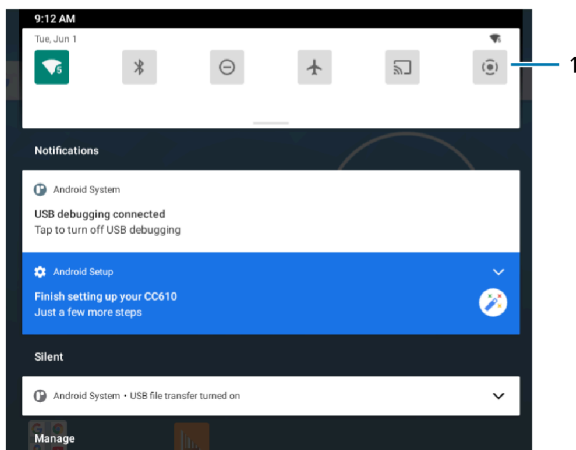 9:12 AM
Tue, Jun 1
5
1
Notifications
Android System
USB debugging connected
Tap to turn off USB debugging
Android Setup
Finish setting up your CC610
Just a few more steps
Silent
Android System • USB file transfer turned on
Manage